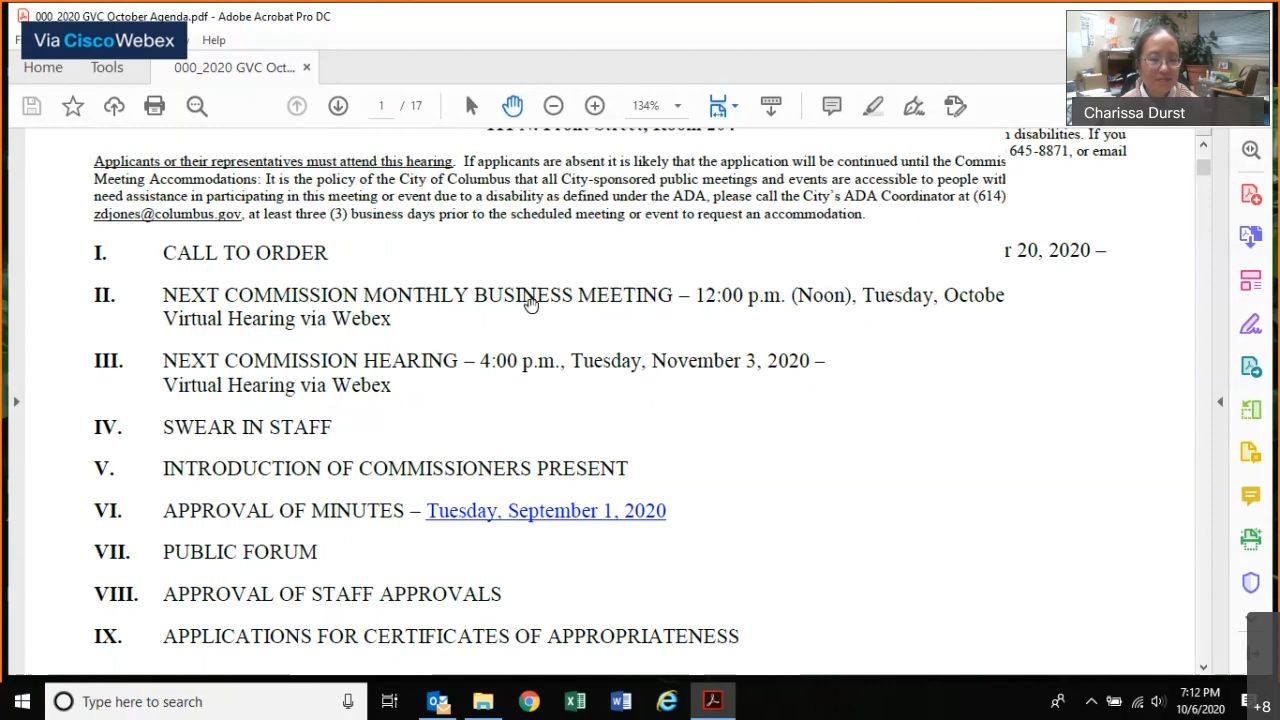 000_2020 GVC October Agenda.pdf - Adobe Acrobat Pro DC
Via Cisco Webex
Help
Home
Tools
000_2020 GVC Oct...
1 / 17
134%
Charissa Durst
n disabilities. If you
645-8871, or email
Applicants or their representatives must attend this hearing. If applicants are absent it is likely that the application will be continued until the Commis
Meeting Accommodations: It is the policy of the City of Columbus that all City-sponsored public meetings and events are accessible to people with
need assistance in participating in this meeting or event due to a disability as defined under the ADA, please call the City's ADA Coordinator at (614)
zdjones@columbus.gov, at least three (3) business days prior to the scheduled meeting or event to request an accommodation.
I. CALL TO ORDER
r 20, 2020 –
II. NEXT COMMISSION MONTHLY BUSINESS MEETING – 12:00 p.m. (Noon), Tuesday, Octobe
Virtual Hearing via Webex
III. NEXT COMMISSION HEARING – 4:00 p.m., Tuesday, November 3, 2020 –
Virtual Hearing via Webex
IV. SWEAR IN STAFF
V. INTRODUCTION OF COMMISSIONERS PRESENT
VI. APPROVAL OF MINUTES – Tuesday, September 1, 2020
VII. PUBLIC FORUM
VIII. APPROVAL OF STAFF APPROVALS
IX. APPLICATIONS FOR CERTIFICATES OF APPROPRIATENESS
Type here to search
7:12 PM
10/6/2020
+8